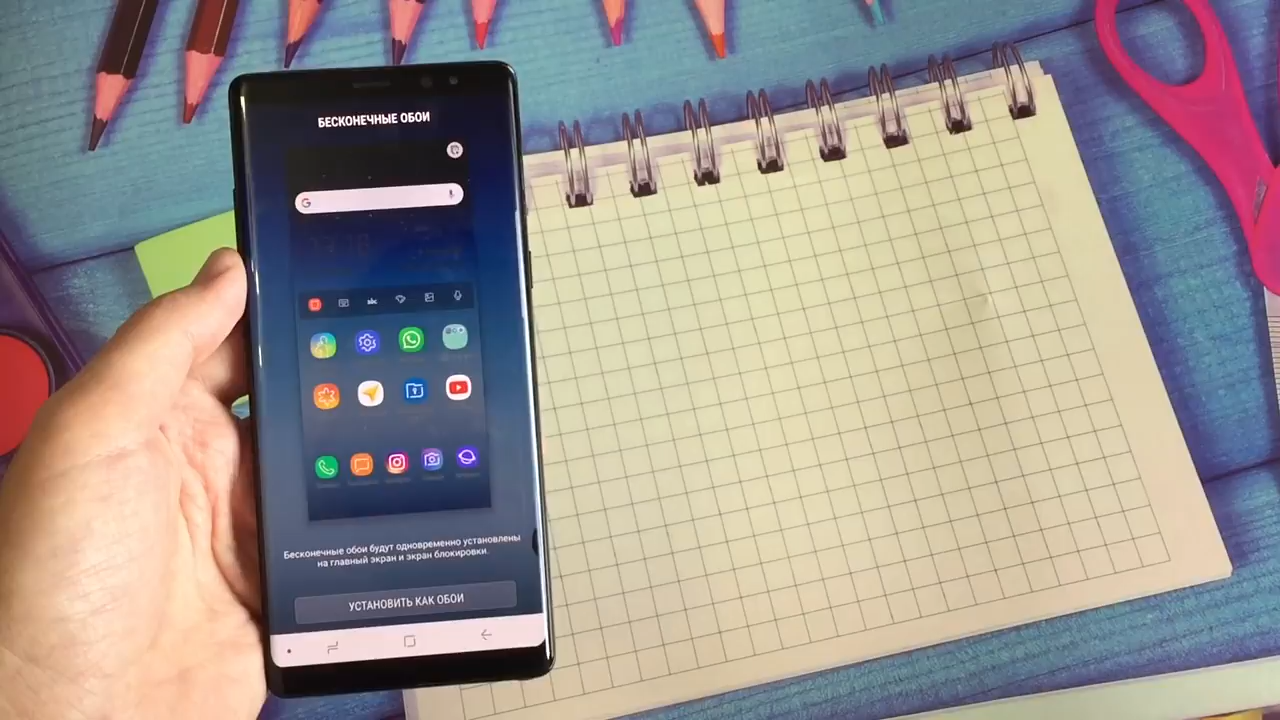 БЕСКОНЕЧНЫЕ ОБОИ
G
Бесконечные обои будут одновременно установлены
на главный экран и экран блокировки.
УСТАНОВИТЬ КАК ОБОИ